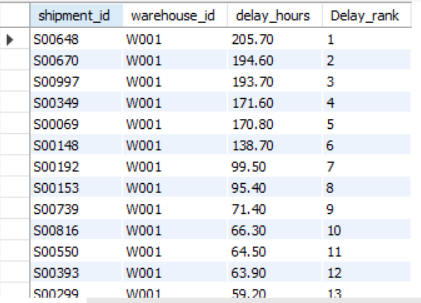 shipment_id warehouse_id delay_hours Delay_rank
S00648 W001 205.70 1
S00670 W001 194.60 2
S00997 W001 193.70 3
S00349 W001 171.60 4
S00069 W001 170.80 5
S00148 W001 138.70 6
S00192 W001 99.50 7
S00153 W001 95.40 8
S00739 W001 71.40 9
S00816 W001 66.30 10
S00550 W001 64.50 11
S00393 W001 63.90 12
S00299 W001 59.20 13